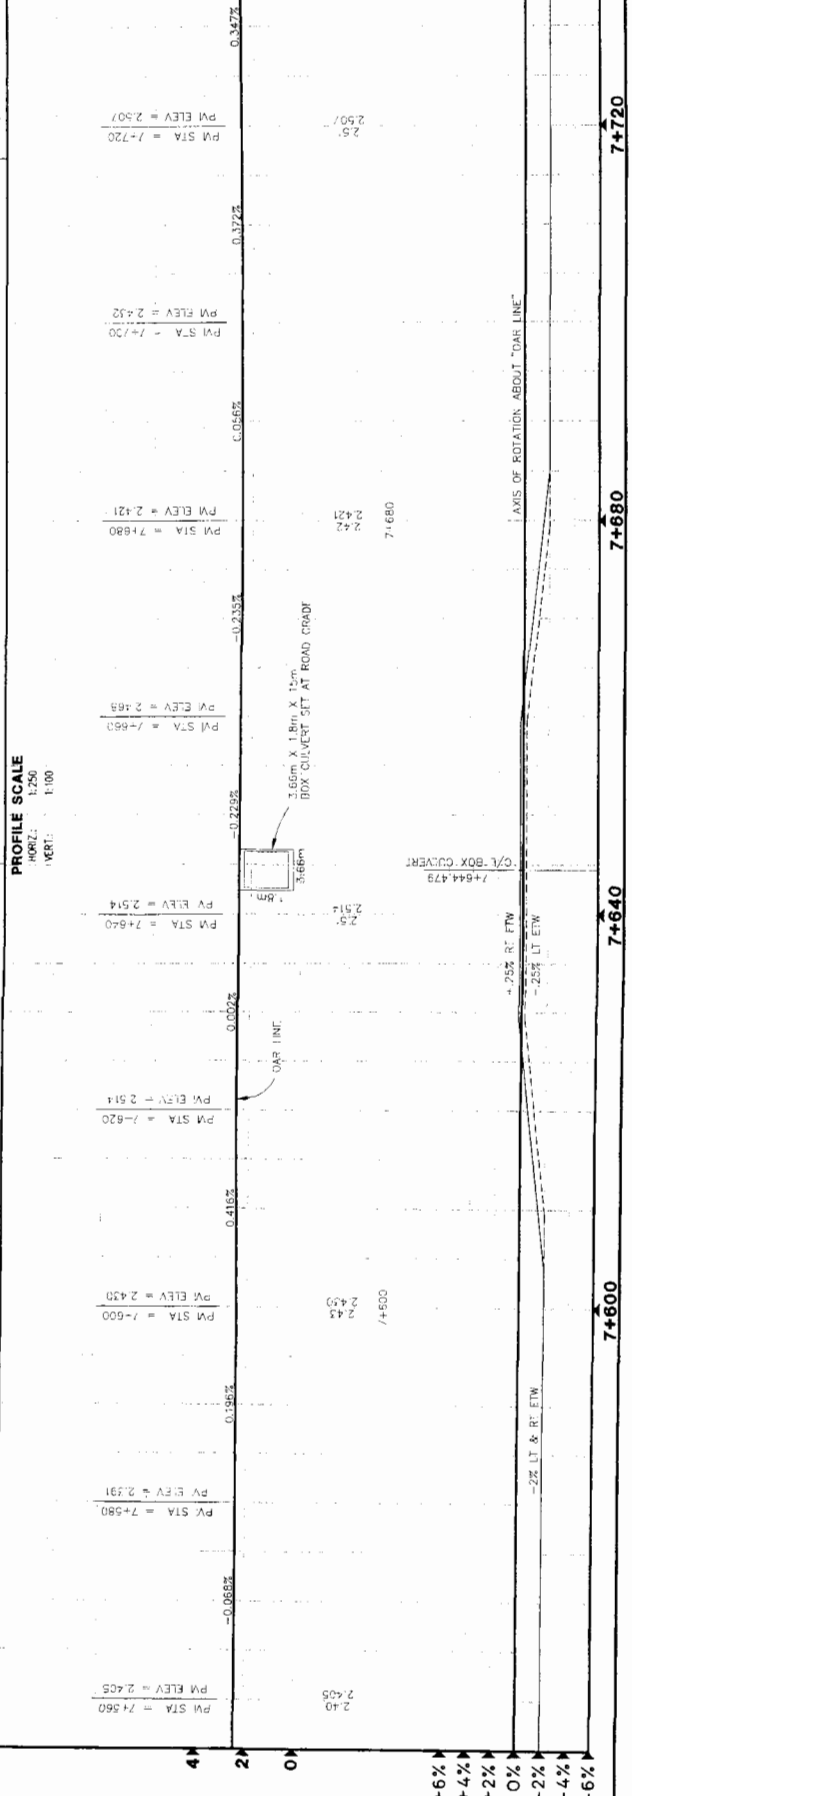 PROFILE SCALE
HORIZ.: 1:250
VERT.: 1:100
PVI STA = 7+560
PVI ELEV = 2.405
-0.068%
PVI STA = 7+580
PVI ELEV = 2.391
0.196%
PVI STA = 7+600
PVI ELEV = 2.430
0.416%
PVI STA = 7+620
PVI ELEV = 2.514
0.002%
PVI STA = 7+640
PVI ELEV = 2.514
-0.229%
PVI STA = 7+660
PVI ELEV = 2.468
-0.235%
PVI STA = 7+680
PVI ELEV = 2.421
0.056%
PVI STA = 7+700
PVI ELEV = 2.432
0.372%
PVI STA = 7+720
PVI ELEV = 2.507
0.347%
OAR LINE
1.8m
3.66m
3.66m X 1.8m X 15m
BOX CULVERT SET AT ROAD GRADE
2.40
2.405
2.43
2.430
7+600
2.514
2.42
2.421
7+680
2.507
7+644.479
C/L BOX CULVERT
-2% LT & RT ETW
+.25% RT ETW
-.25% LT ETW
AXIS OF ROTATION ABOUT "OAR LINE"
7+600
7+640
7+680
7+720
4
2
0
+6%
+4%
+2%
0%
-2%
-4%
-6%